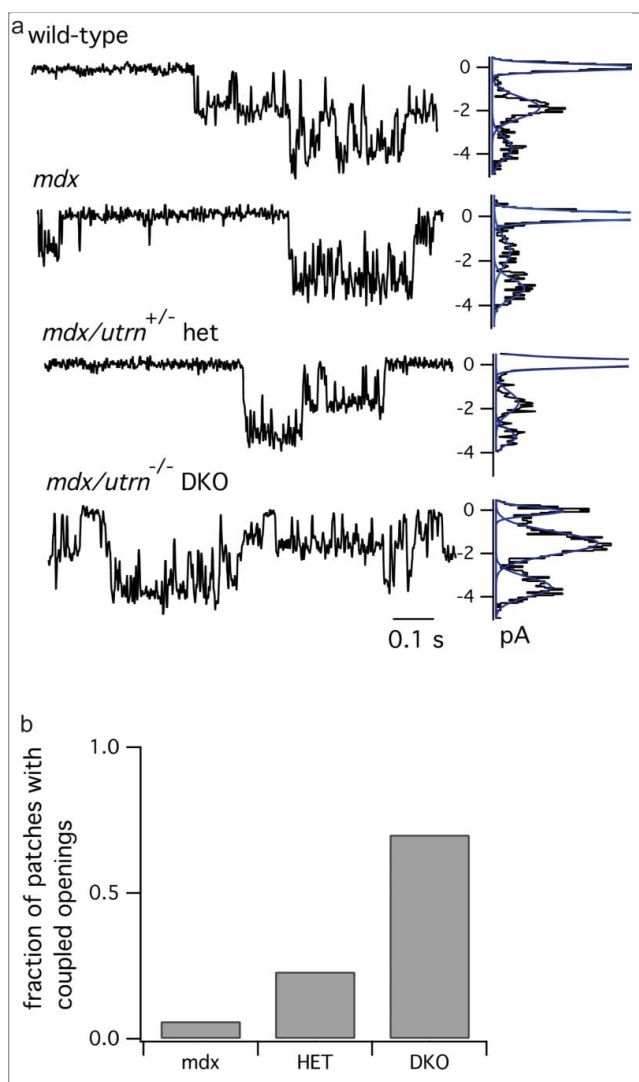 a
wild-type
0
-2
-4
mdx
0
-2
-4
mdx/utrn+/- het
0
-2
-4
mdx/utrn-/- DKO
0
-2
-4
0.1 s
pA
b
fraction of patches with
coupled openings
1.0
0.5
0.0
mdx HET DKO